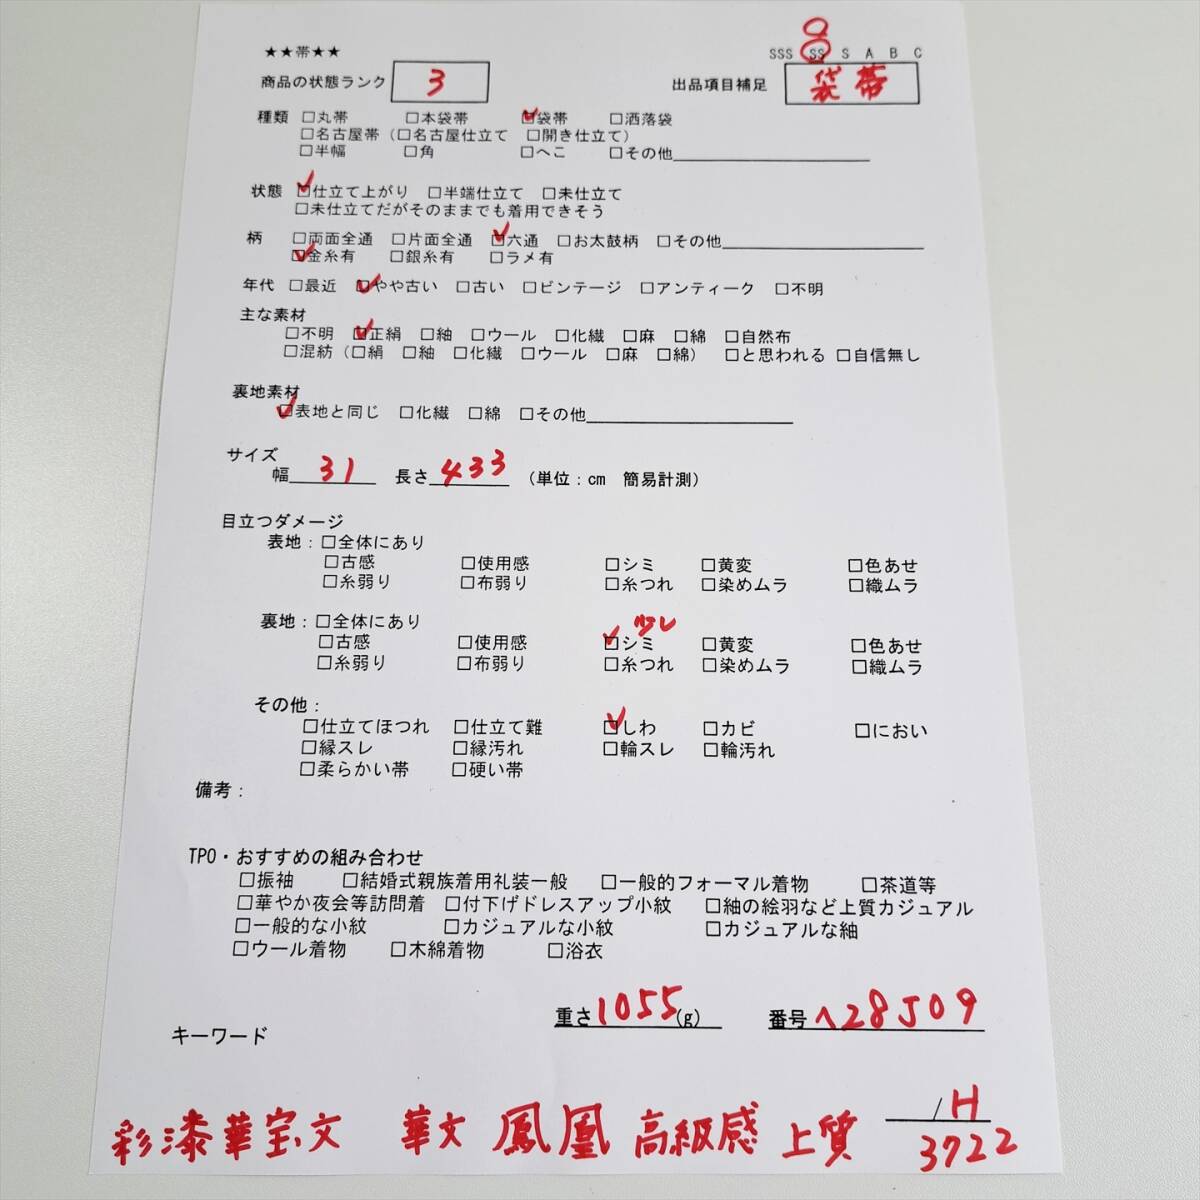 ★★帯★★
SSS SS S A B C
商品の状態ランク 3 出品項目補足 袋帯
種類 □丸帯 □本袋帯 ☑袋帯 □洒落袋
□名古屋帯（□名古屋仕立て □開き仕立て）
□半幅 □角 □へこ □その他
状態 ☑仕立て上がり □半端仕立て □未仕立て
□未仕立てだがそのままでも着用できそう
柄 □両面全通 □片面全通 ☑六通 □お太鼓柄 □その他
☑金糸有 □銀糸有 □ラメ有
年代 □最近 ☑やや古い □古い □ビンテージ □アンティーク □不明
主な素材
□不明 ☑正絹 □紬 □ウール □化繊 □麻 □綿 □自然布
□混紡（□絹 □紬 □化繊 □ウール □麻 □綿） □と思われる □自信無し
裏地素材
☑表地と同じ □化繊 □綿 □その他
サイズ
幅 31 長さ 433 （単位：cm 簡易計測）
目立つダメージ
表地：□全体にあり
□古感 □使用感 □シミ □黄変 □色あせ
□糸弱り □布弱り □糸つれ □染めムラ □織ムラ
裏地：□全体にあり 少し
□古感 □使用感 ☑シミ □黄変 □色あせ
□糸弱り □布弱り □糸つれ □染めムラ □織ムラ
その他：
□仕立てほつれ □仕立て難 ☑しわ □カビ □におい
□縁スレ □縁汚れ □輪スレ □輪汚れ
□柔らかい帯 □硬い帯
備考：
TPO・おすすめの組み合わせ
□振袖 □結婚式親族着用礼装一般 □一般的フォーマル着物 □茶道等
□華やか夜会等訪問着 □付下げドレスアップ小紋 □紬の絵羽など上質カジュアル
□一般的な小紋 □カジュアルな小紋 □カジュアルな紬
□ウール着物 □木綿着物 □浴衣
重さ 1055 (g) 番号 へ28J09
キーワード
/H
彩漆華宝文 華文 鳳凰 高級感 上質 3722